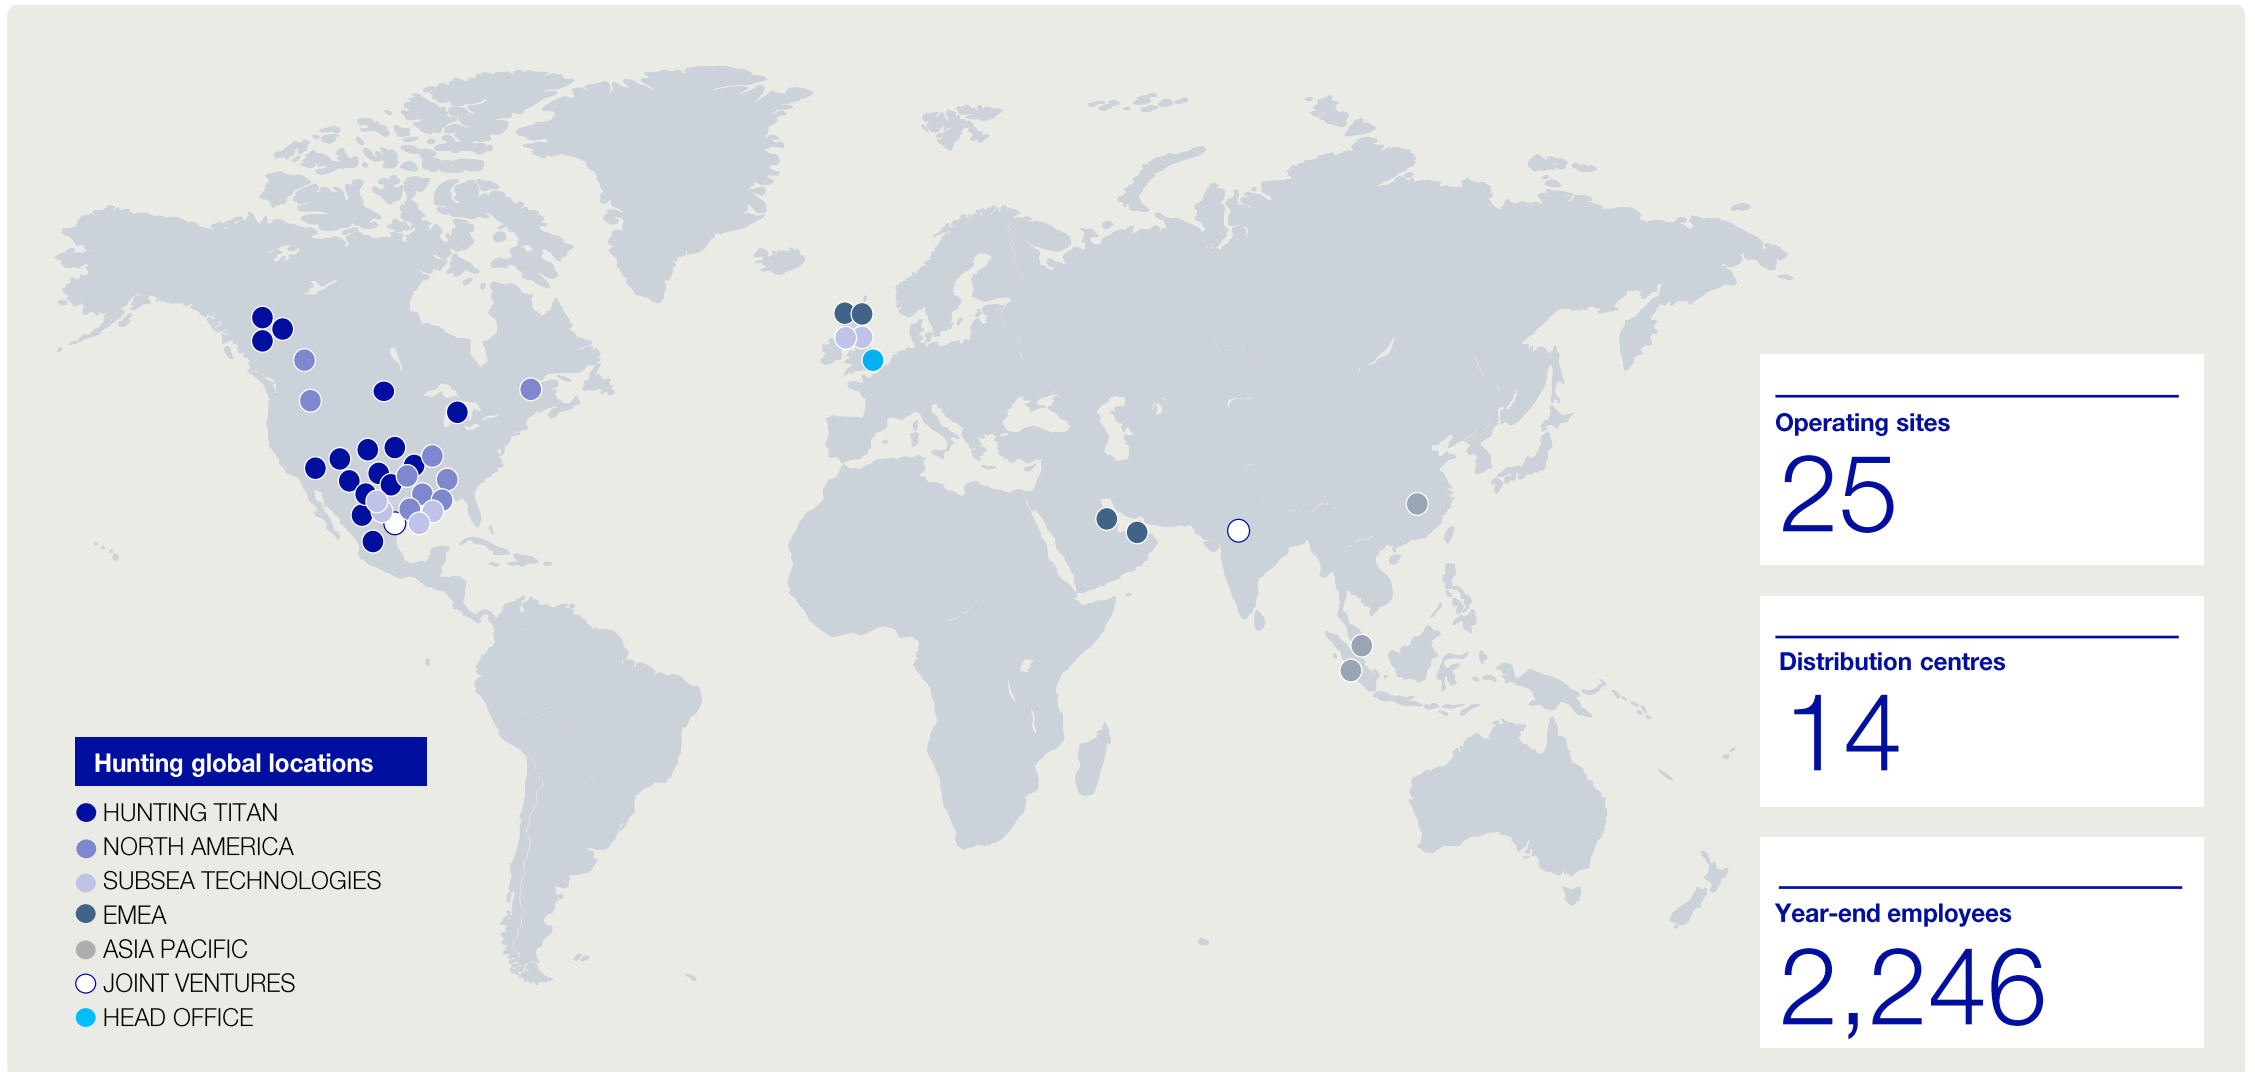 Operating sites
25
Distribution centres
14
Year-end employees
2,246
Hunting global locations
HUNTING TITAN
NORTH AMERICA
SUBSEA TECHNOLOGIES
EMEA
ASIA PACIFIC
JOINT VENTURES
HEAD OFFICE